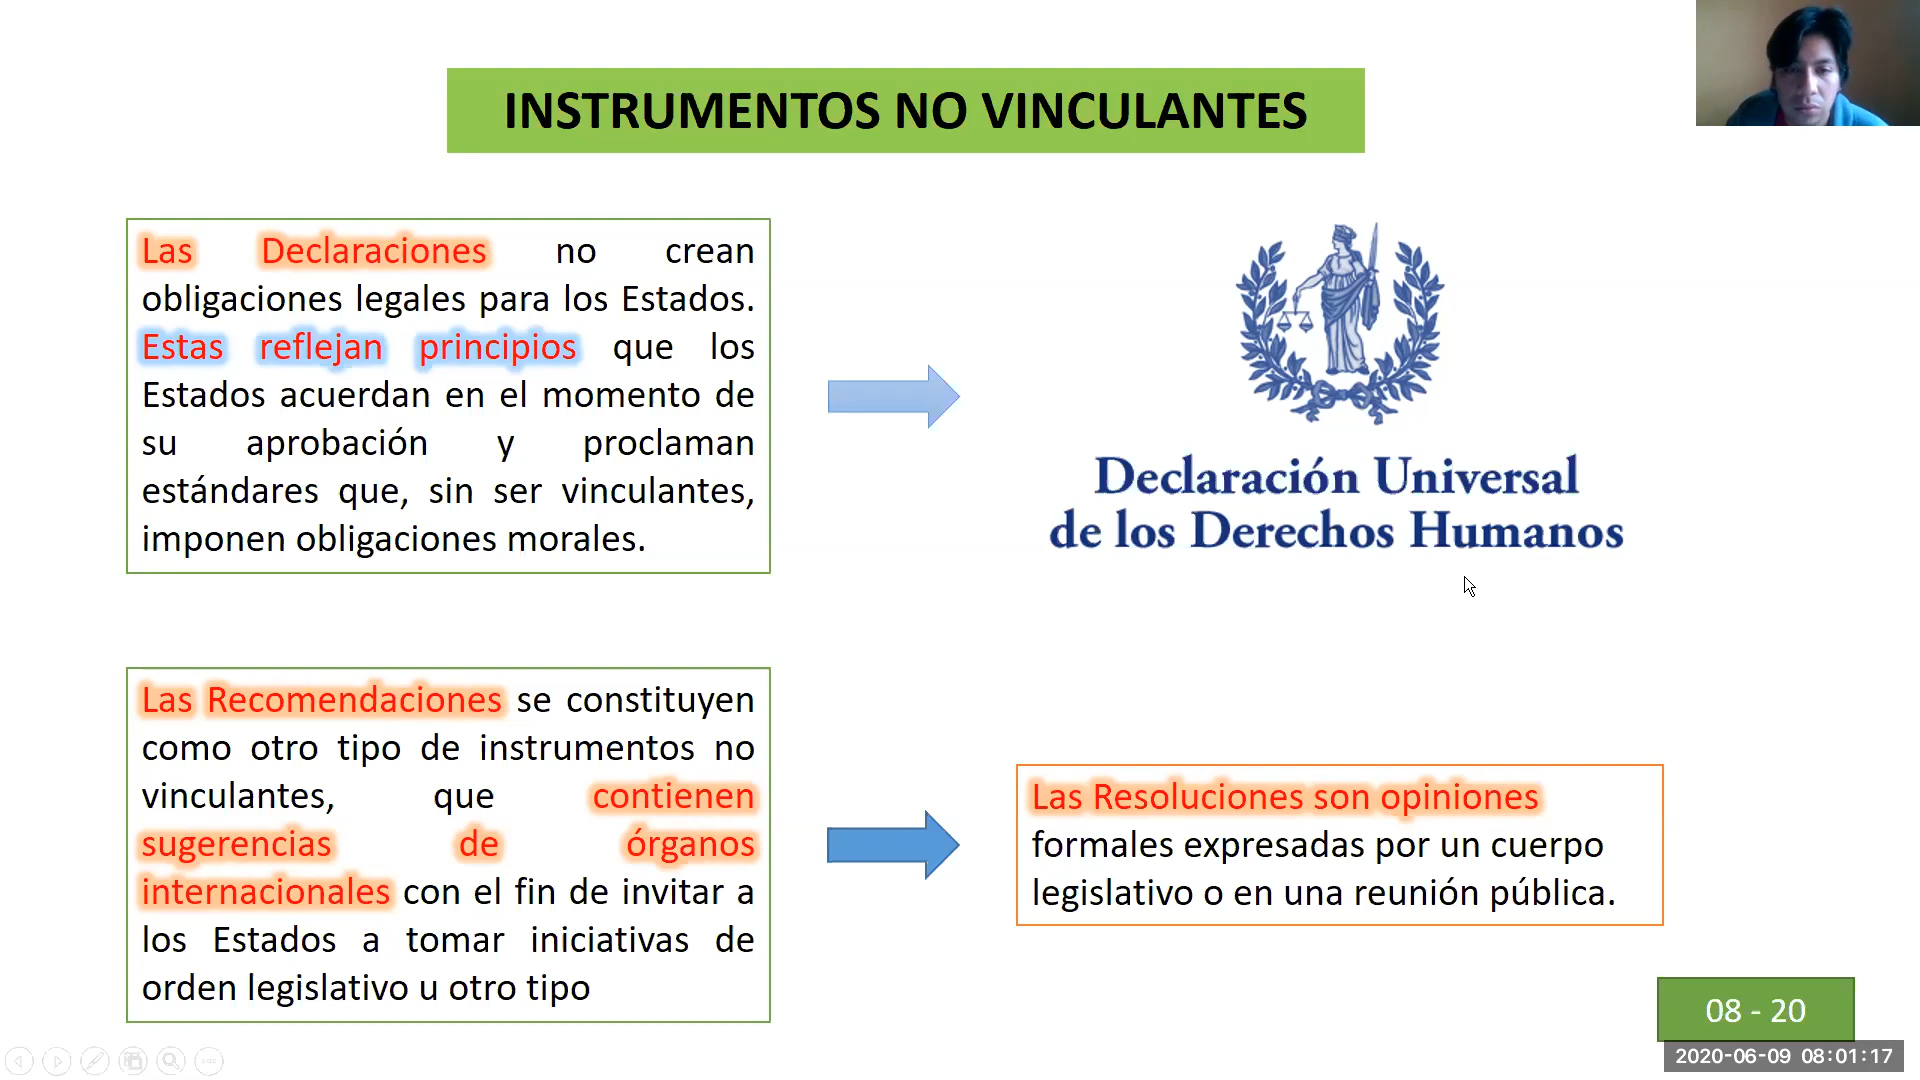 INSTRUMENTOS NO VINCULANTES
Las Declaraciones no crean
obligaciones legales para los Estados.
Estas reflejan principios que los
Estados acuerdan en el momento de
su aprobación y proclaman
estándares que, sin ser vinculantes,
imponen obligaciones morales.
Declaración Universal
de los Derechos Humanos
Las Recomendaciones se constituyen
como otro tipo de instrumentos no
vinculantes, que contienen
sugerencias de órganos
internacionales con el fin de invitar a
los Estados a tomar iniciativas de
orden legislativo u otro tipo
Las Resoluciones son opiniones
formales expresadas por un cuerpo
legislativo o en una reunión pública.
08 - 20
2020-06-09 08:01:17